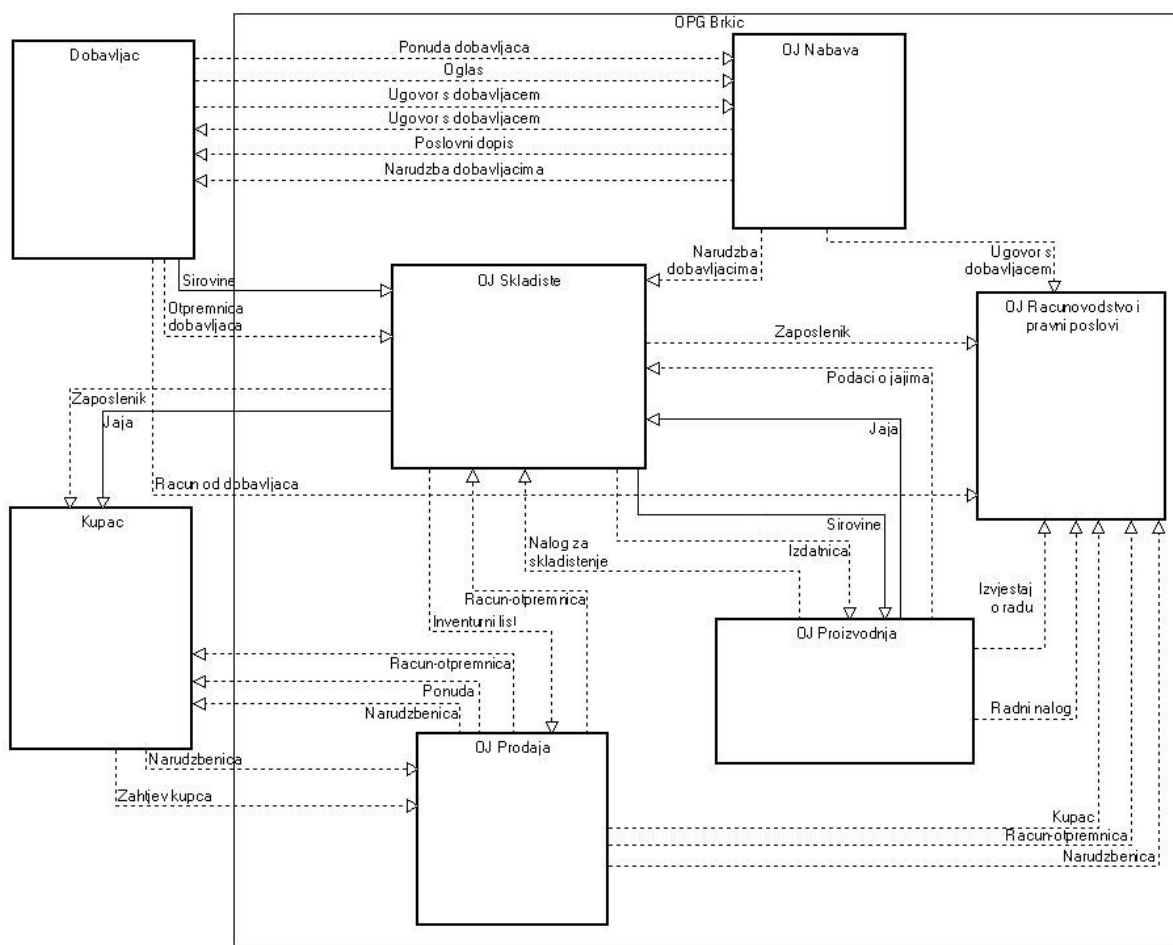 OPG Brkic
Dobavljac
OJ Nabava
Ponuda dobavljaca
Oglas
Ugovor s dobavljacem
Ugovor s dobavljacem
Poslovni dopis
Narudzba dobavljacima
Narudzba
dobavljacima
Ugovor s
dobavljacem
Sirovine
OJ Skladiste
Otpremnica
dobavljaca
OJ Racunovodstvo i
pravni poslovi
Zaposlenik
Podaci o jajima
Zaposlenik
Jaja
Jaja
Racun od dobavljaca
Kupac
Sirovine
Nalog za
skladistenje
Izdatnica
Racun-otpremnica
Izvjestaj
o radu
Inventurni list
OJ Proizvodnja
Racun-otpremnica
Ponuda
Narudzbenica
Radni nalog
OJ Prodaja
Narudzbenica
Zahtjev kupca
Kupac
Racun-otpremnica
Narudzbenica